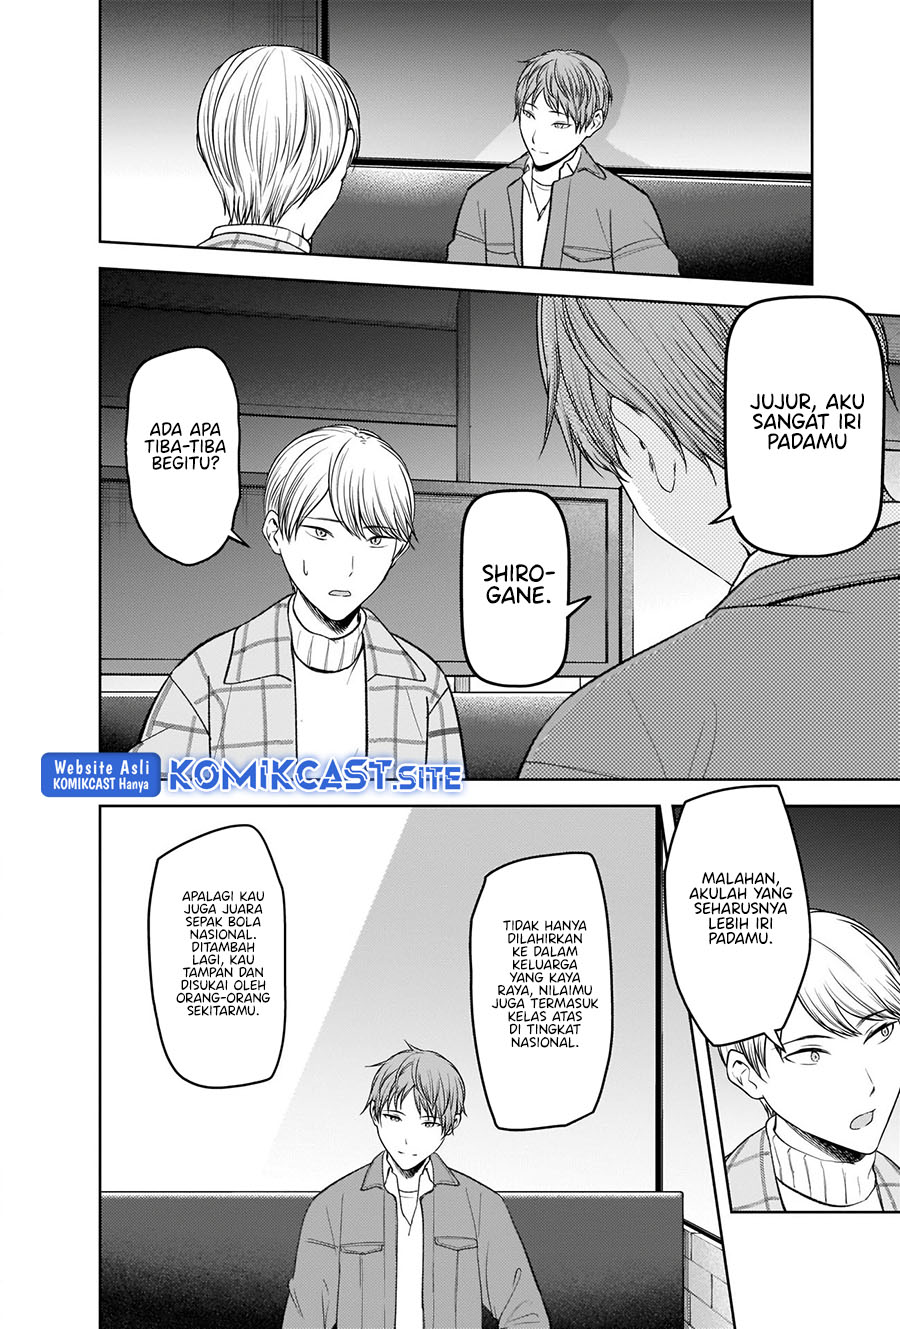 JUJUR, AKU
SANGAT IRI
PADAMU
SHIRO-
GANE.
ADA APA
TIBA-TIBA
BEGITU?
Website Asli
KOMIKCAST Hanya
KOMIKCAST.SITE
MALAHAN,
AKULAH YANG
SEHARUSNYA
LEBIH IRI
PADAMU.
TIDAK HANYA
DILAHIRKAN
KE DALAM
KELUARGA
YANG KAYA
RAYA, NILAIMU
JUGA TERMASUK
KELAS ATAS
DI TINGKAT
NASIONAL.
APALAGI KAU
JUGA JUARA
SEPAK BOLA
NASIONAL.
DITAMBAH
LAGI, KAU
TAMPAN DAN
DISUKAI OLEH
ORANG-ORANG
SEKITARMU.